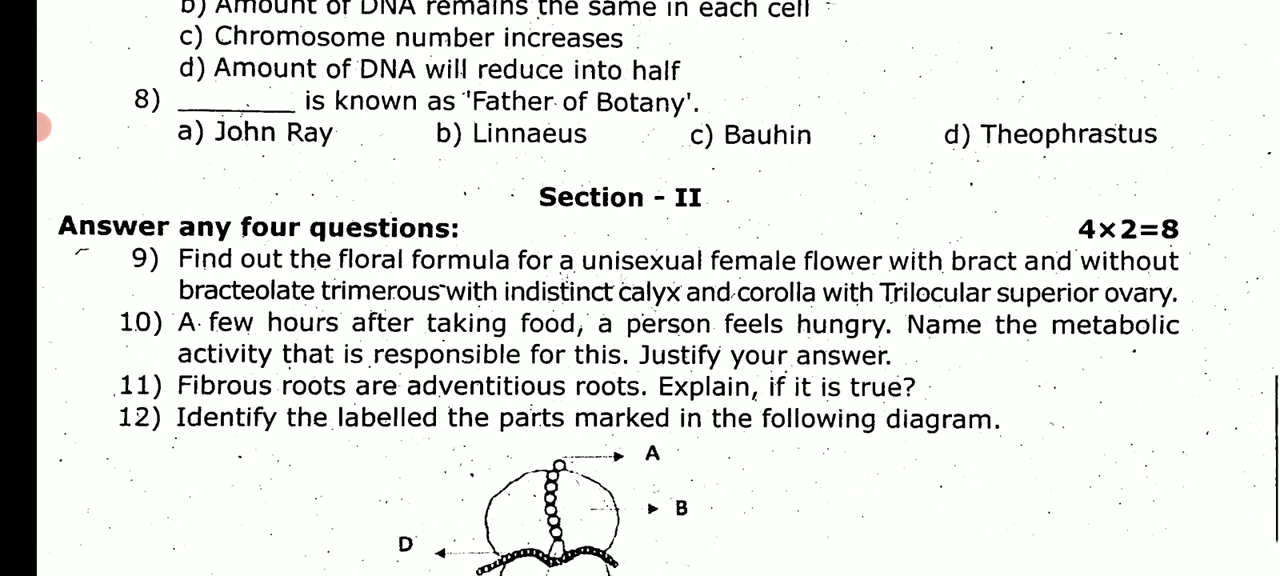 b) Amount of DNA remains the same in each cell
c) Chromosome number increases
d) Amount of DNA will reduce into half
8) ________ is known as 'Father of Botany'.
a) John Ray b) Linnaeus c) Bauhin d) Theophrastus
Section - II
Answer any four questions: 4×2=8
9) Find out the floral formula for a unisexual female flower with bract and without
bracteolate trimerous with indistinct calyx and corolla with Trilocular superior ovary.
10) A few hours after taking food, a person feels hungry. Name the metabolic
activity that is responsible for this. Justify your answer.
11) Fibrous roots are adventitious roots. Explain, if it is true?
12) Identify the labelled the parts marked in the following diagram.
A
B
D